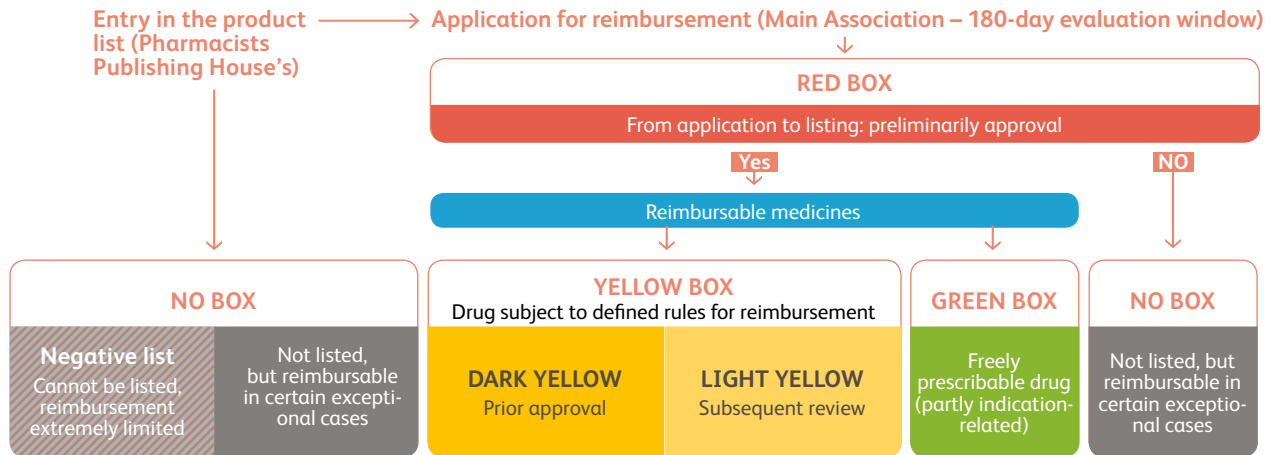 Entry in the product
list (Pharmacists
Publishing House's)
Application for reimbursement (Main Association – 180-day evaluation window)
RED BOX
From application to listing: preliminarily approval
Yes
NO
Reimbursable medicines
NO BOX
Negative list
Cannot be listed,
reimbursement
extremely limited
Not listed,
but reimbursable
in certain excepti-
onal cases
YELLOW BOX
Drug subject to defined rules for reimbursement
DARK YELLOW
Prior approval
LIGHT YELLOW
Subsequent review
GREEN BOX
Freely
prescribable drug
(partly indication-
related)
NO BOX
Not listed, but
reimbursable in
certain exceptio-
nal cases